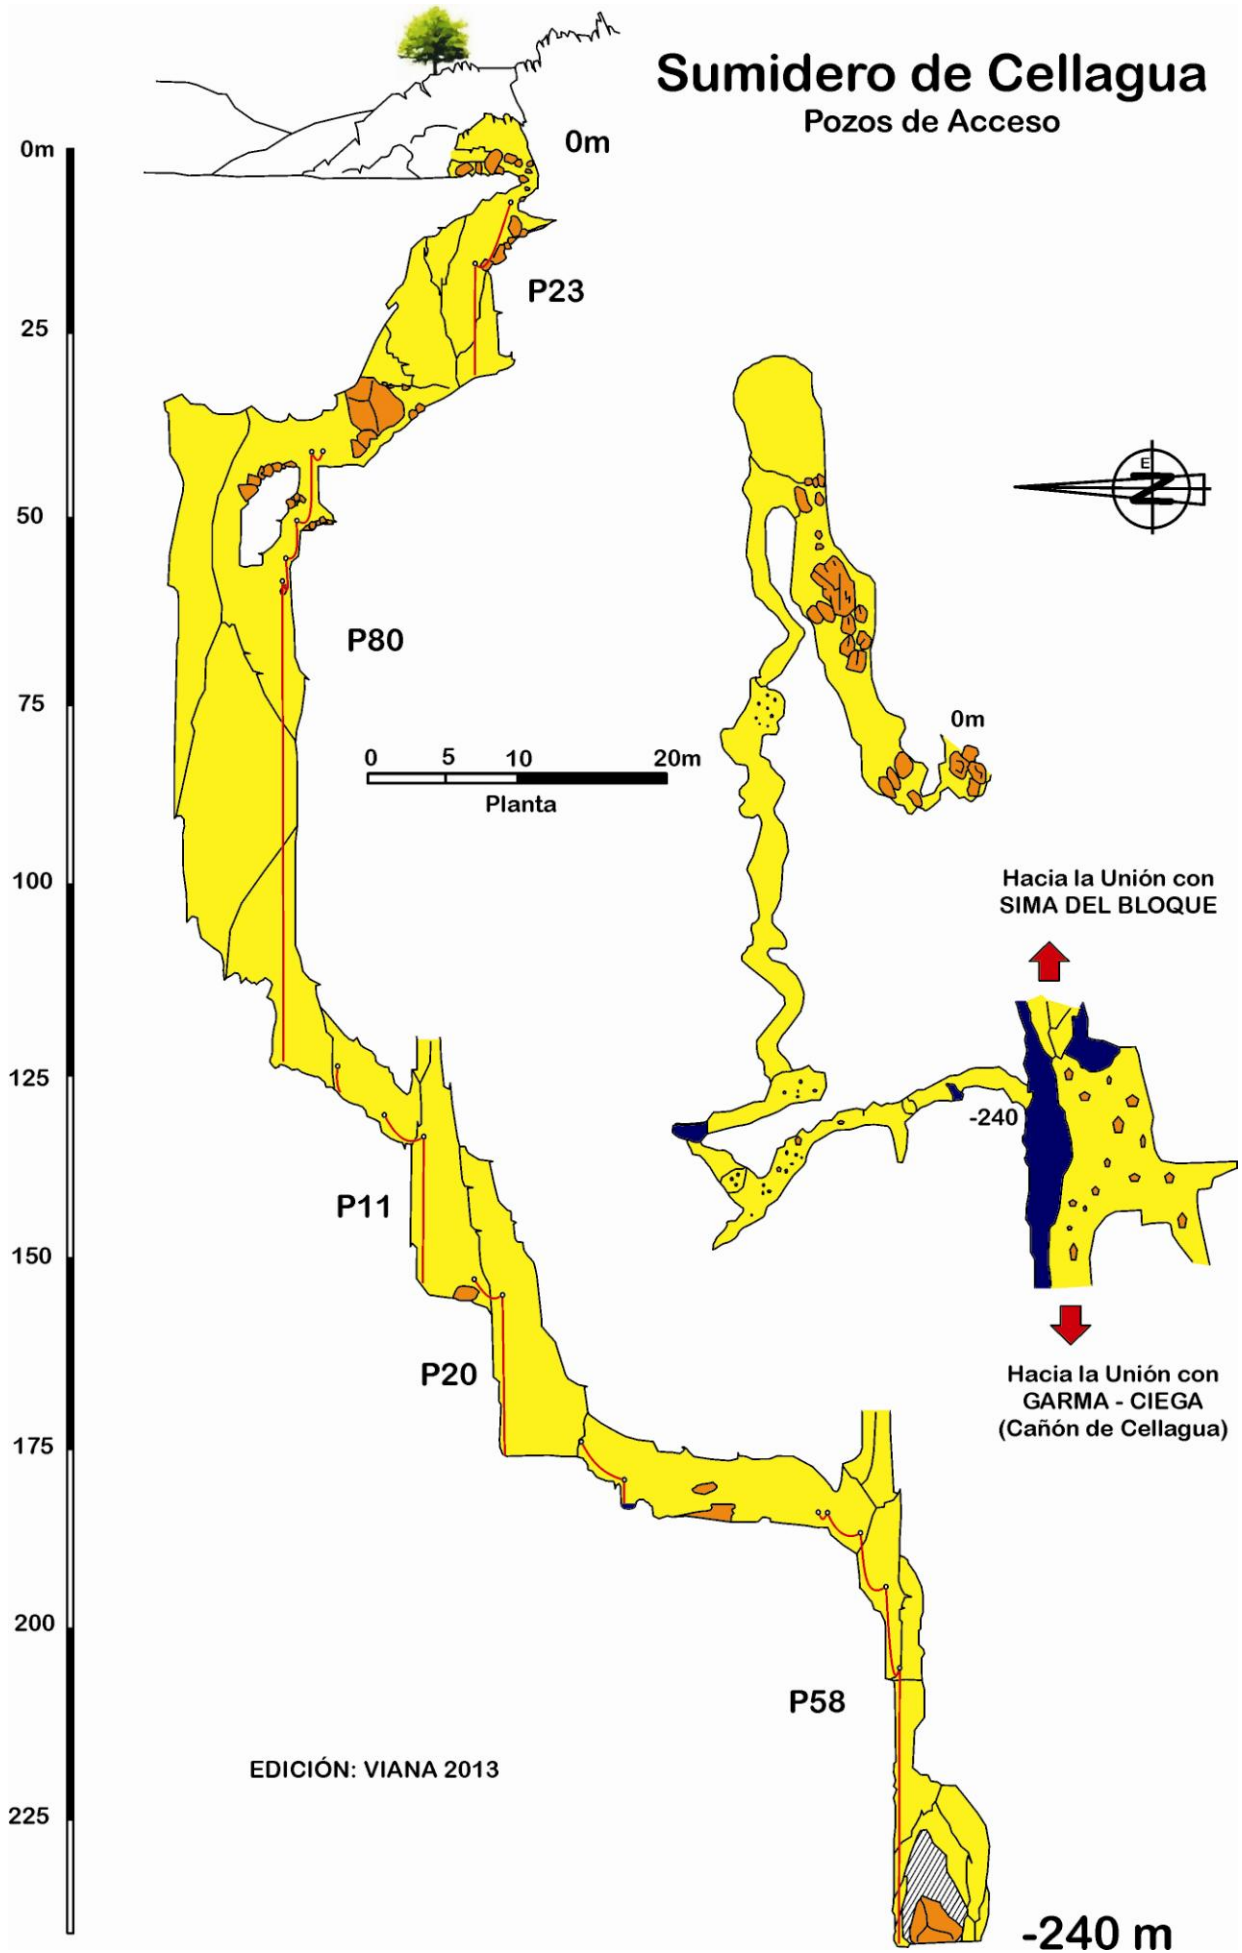 Sumidero de Cellagua
Pozos de Acceso
0m
0m
P23
25
E
N
50
P80
75
0m
0 5 10 20m
Planta
100
Hacia la Unión con
SIMA DEL BLOQUE
125
-240
P11
150
P20
Hacia la Unión con
GARMA - CIEGA
(Cañón de Cellagua)
175
200
P58
EDICIÓN: VIANA 2013
225
-240 m